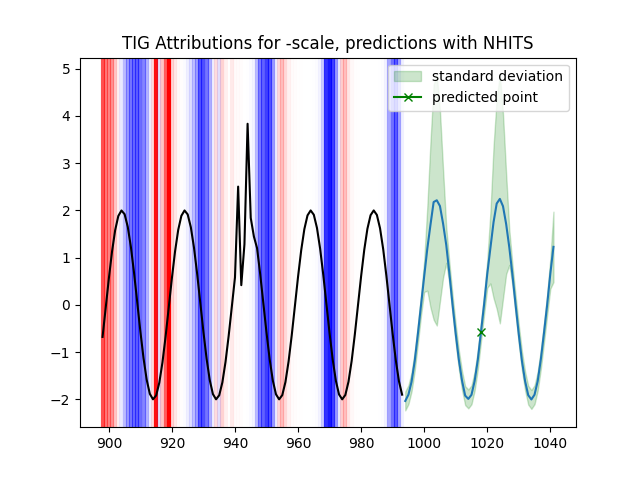 TIG Attributions for -scale, predictions with NHITS
5
4
3
2
1
0
−1
−2
standard deviation
predicted point
900 920 940 960 980 1000 1020 1040